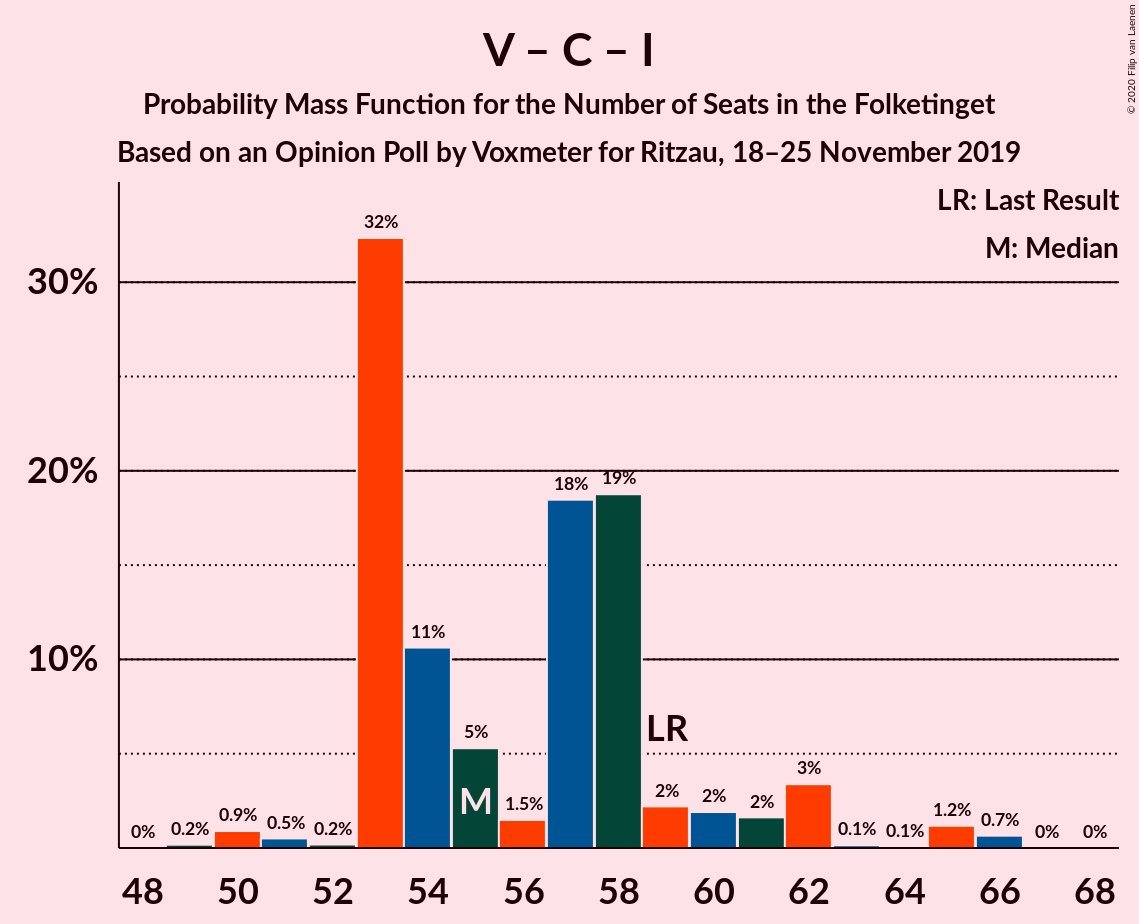 V – C – I
Probability Mass Function for the Number of Seats in the Folketinget
Based on an Opinion Poll by Voxmeter for Ritzau, 18–25 November 2019
© 2020 Filip van Laenen
LR: Last Result
M: Median
30%
20%
10%
0%
0.2%
0.9%
0.5%
0.2%
32%
11%
5%
1.5%
18%
19%
2%
2%
2%
3%
0.1%
0.1%
1.2%
0.7%
0%
0%
M
LR
48 50 52 54 56 58 60 62 64 66 68